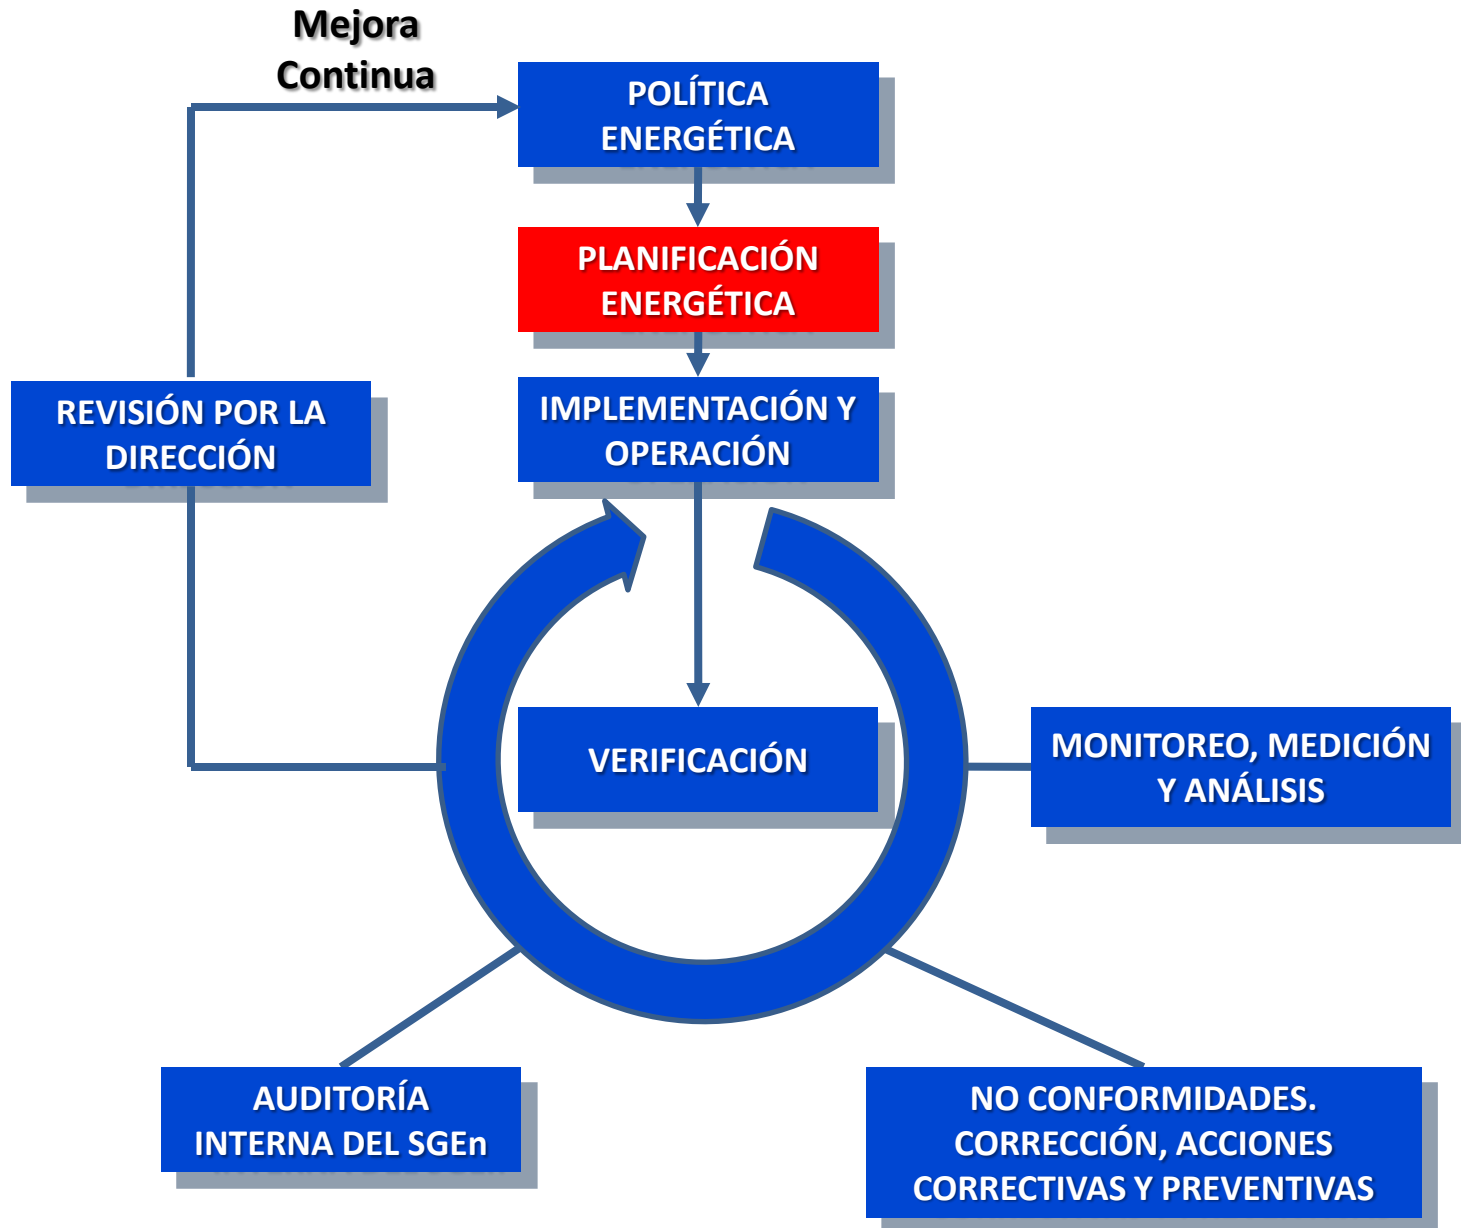 Mejora
Continua
POLÍTICA
ENERGÉTICA
PLANIFICACIÓN
ENERGÉTICA
REVISIÓN POR LA
DIRECCIÓN
IMPLEMENTACIÓN Y
OPERACIÓN
VERIFICACIÓN
MONITOREO, MEDICIÓN
Y ANÁLISIS
AUDITORÍA
INTERNA DEL SGEn
NO CONFORMIDADES.
CORRECCIÓN, ACCIONES
CORRECTIVAS Y PREVENTIVAS